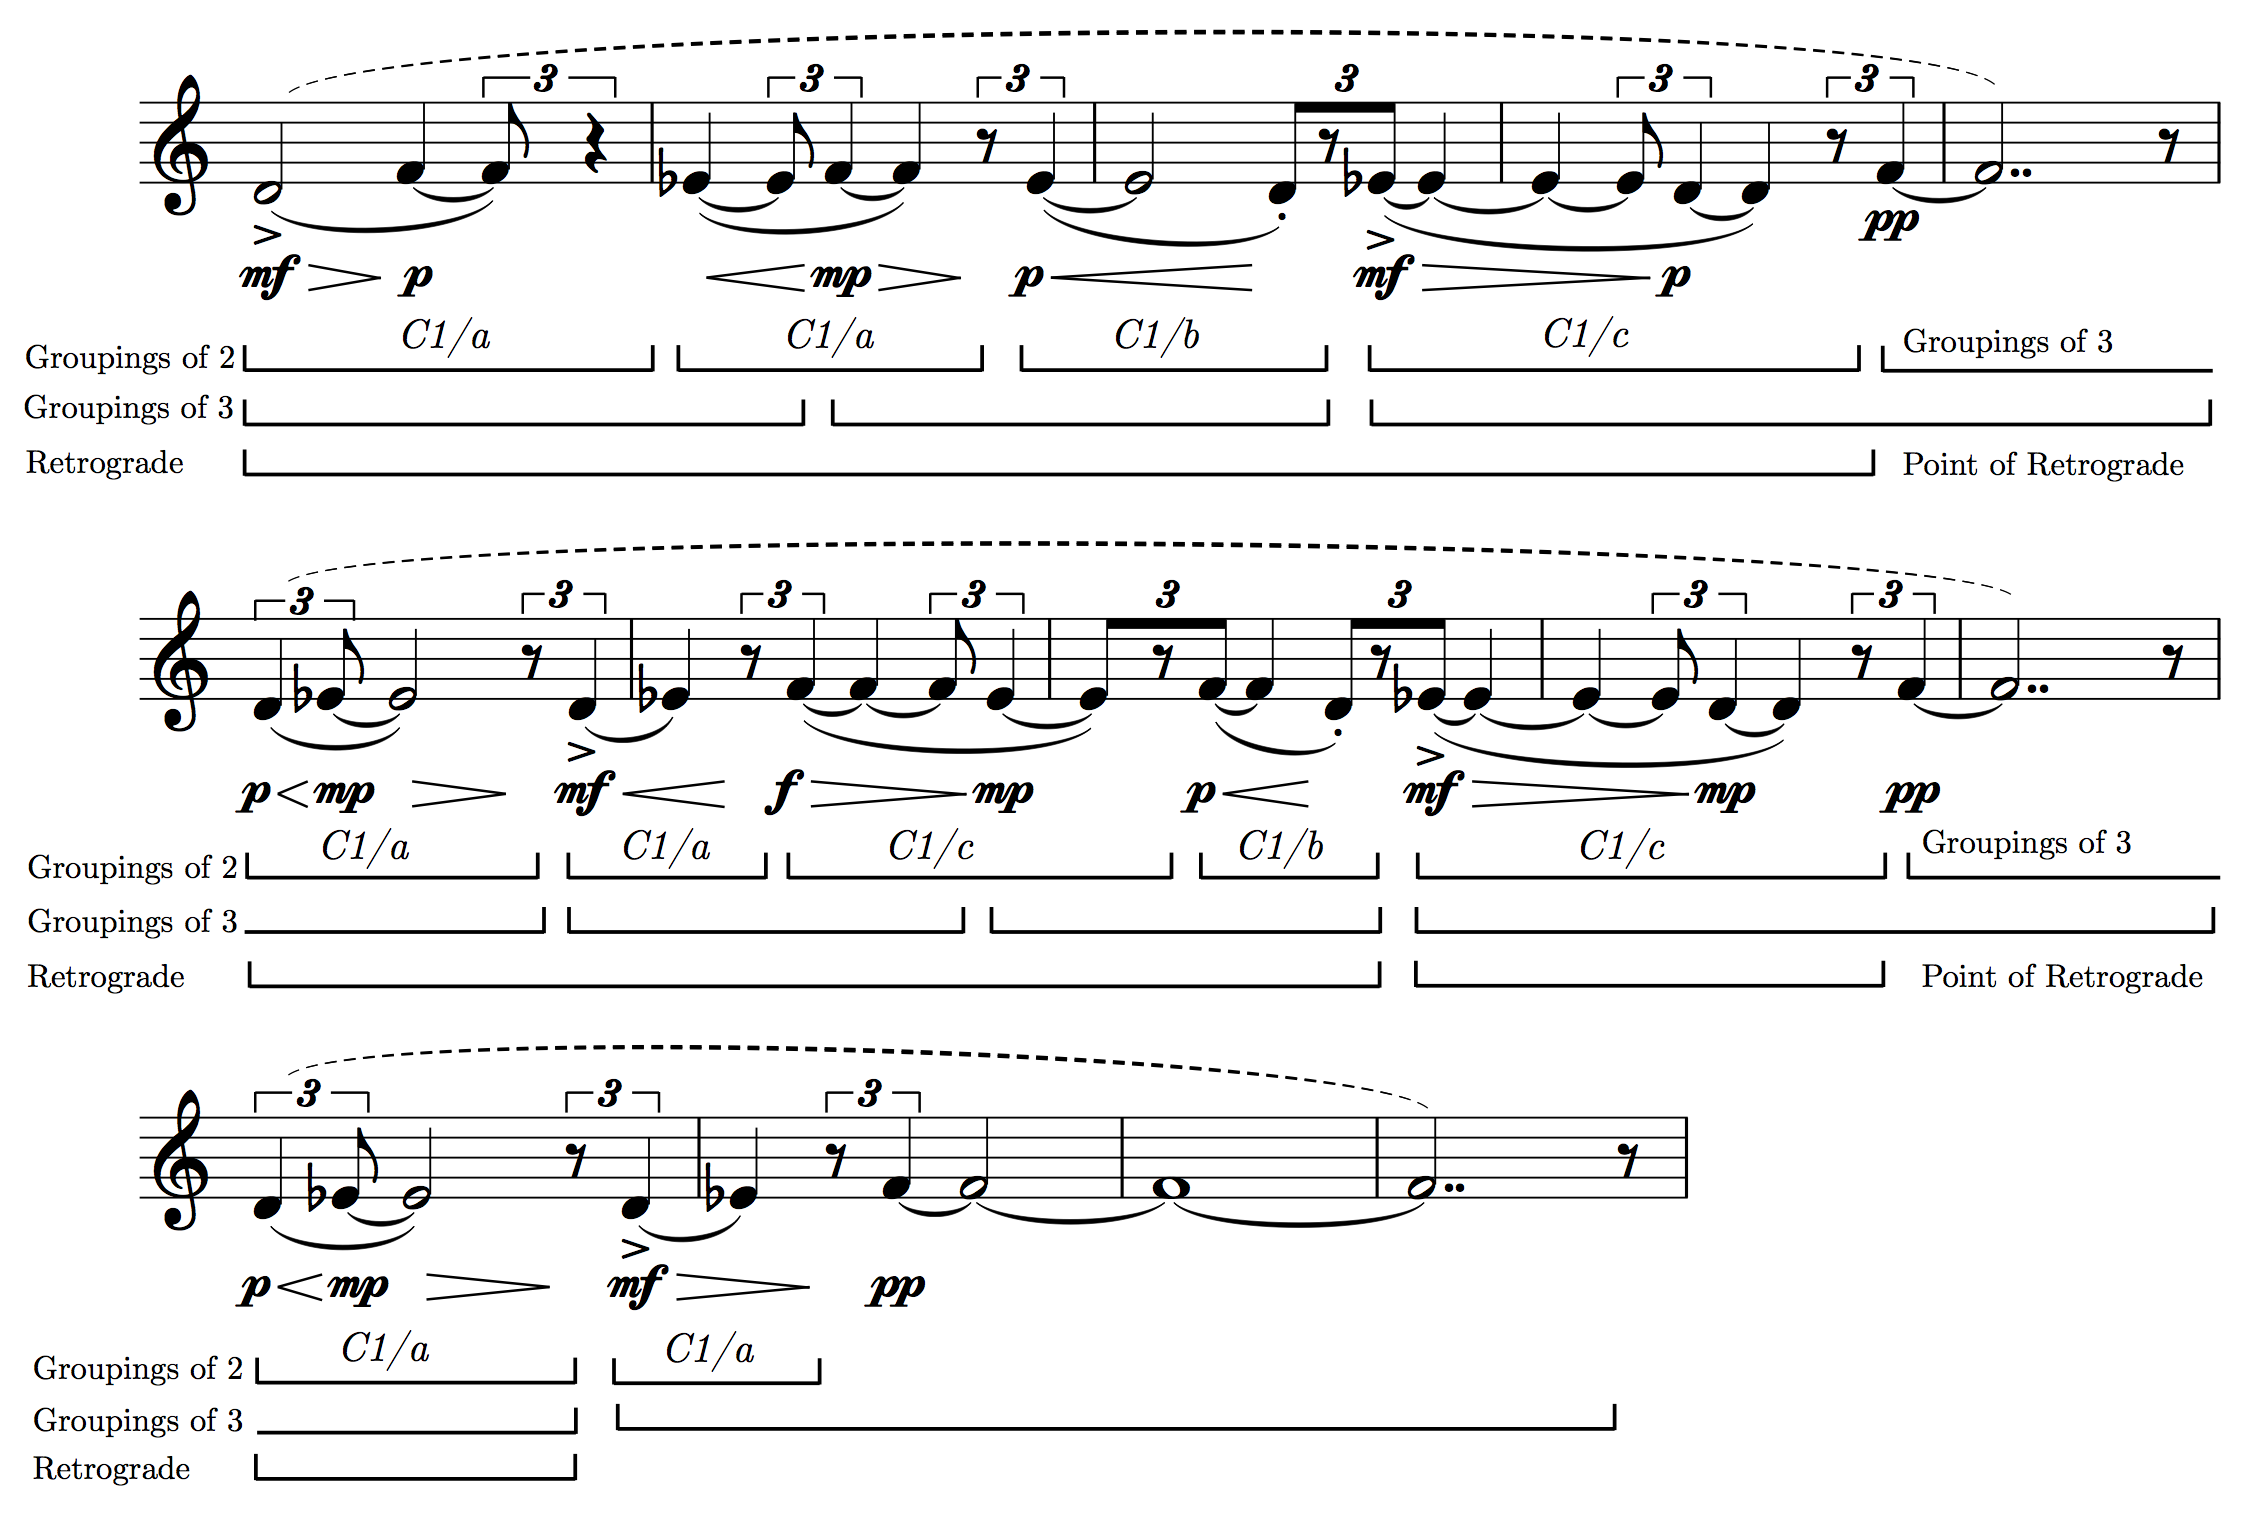 3 3 3 3 3 3
mf p mp p mf p pp
C1/a C1/a C1/b C1/c
Groupings of 2 Groupings of 3
Groupings of 3
Retrograde Point of Retrograde
3 3 3 3 3 3 3 3
p mp mf f mp p mf mp pp
C1/a C1/a C1/c C1/b C1/c
Groupings of 2 Groupings of 3
Groupings of 3
Retrograde Point of Retrograde
3 3 3
p mp mf pp
C1/a C1/a
Groupings of 2
Groupings of 3
Retrograde